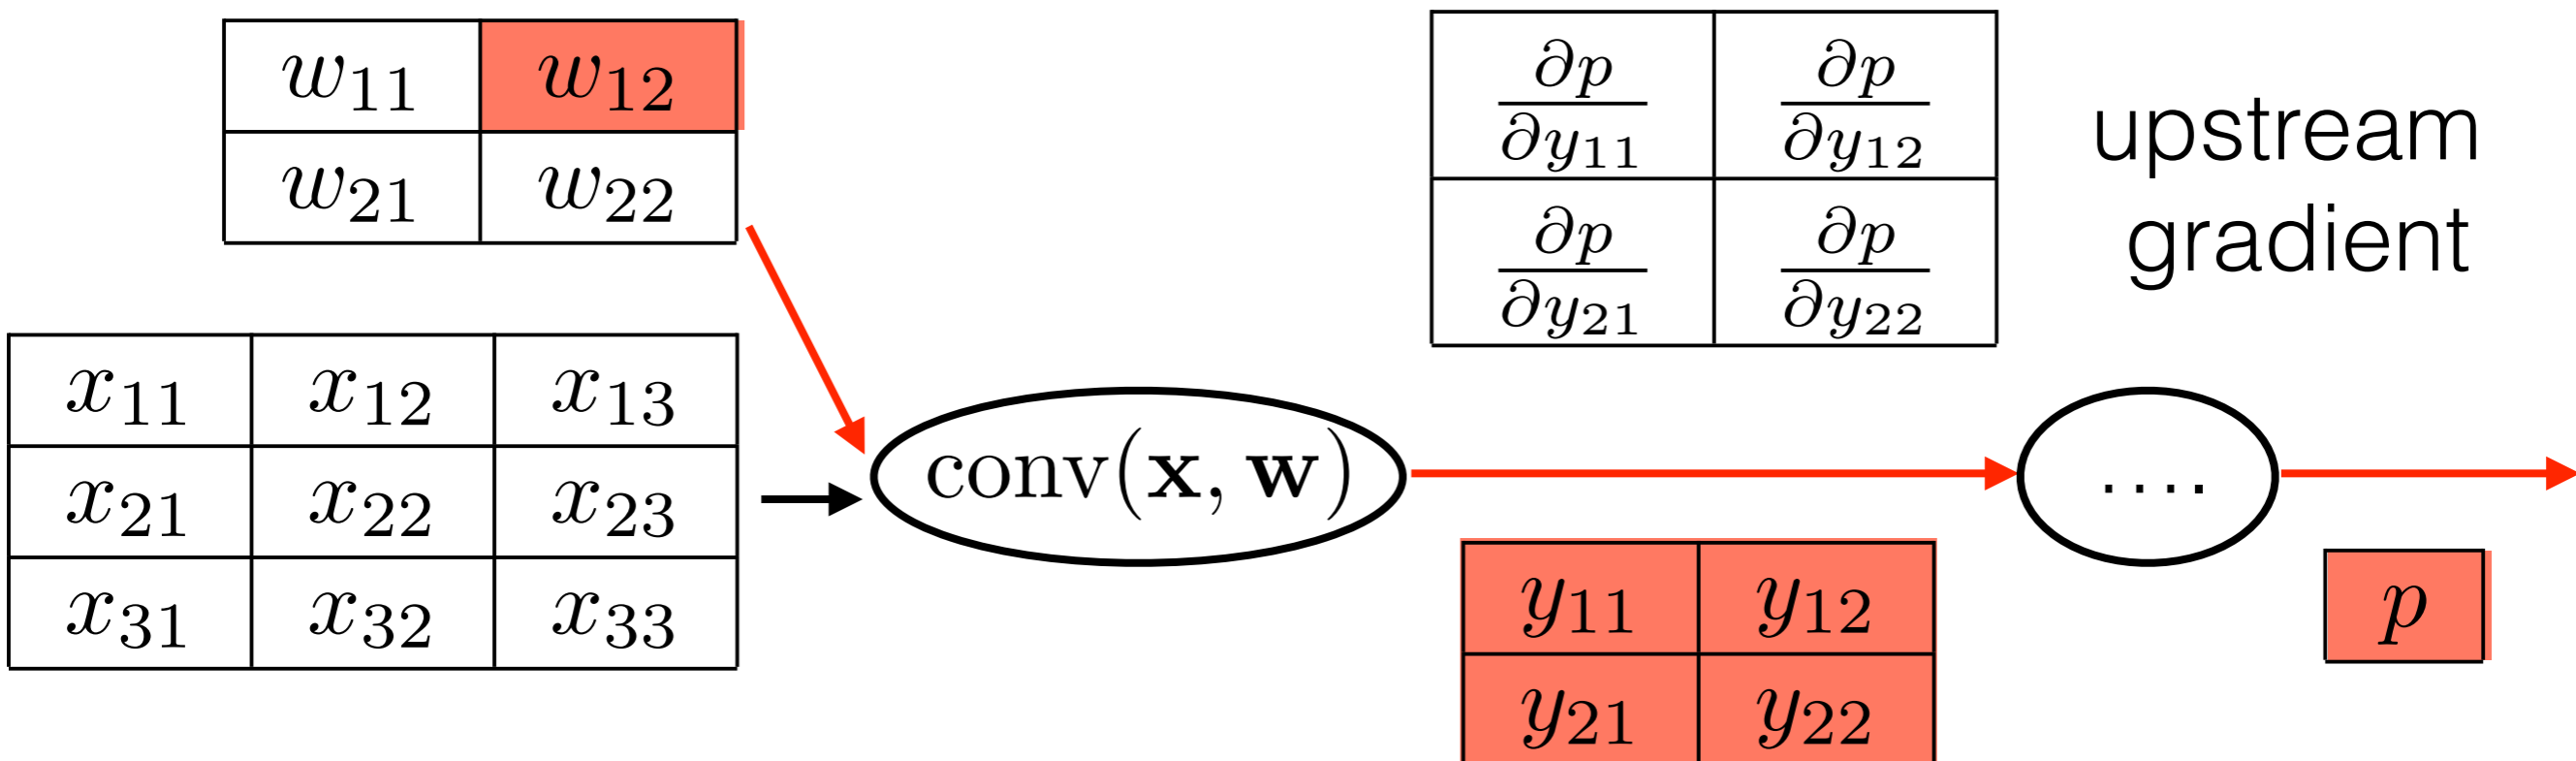 w11 w12
w21 w22
x11 x12 x13
x21 x22 x23
x31 x32 x33
conv(x, w)
∂p/∂y11 ∂p/∂y12
∂p/∂y21 ∂p/∂y22
upstream
gradient
....
y11 y12
y21 y22
p